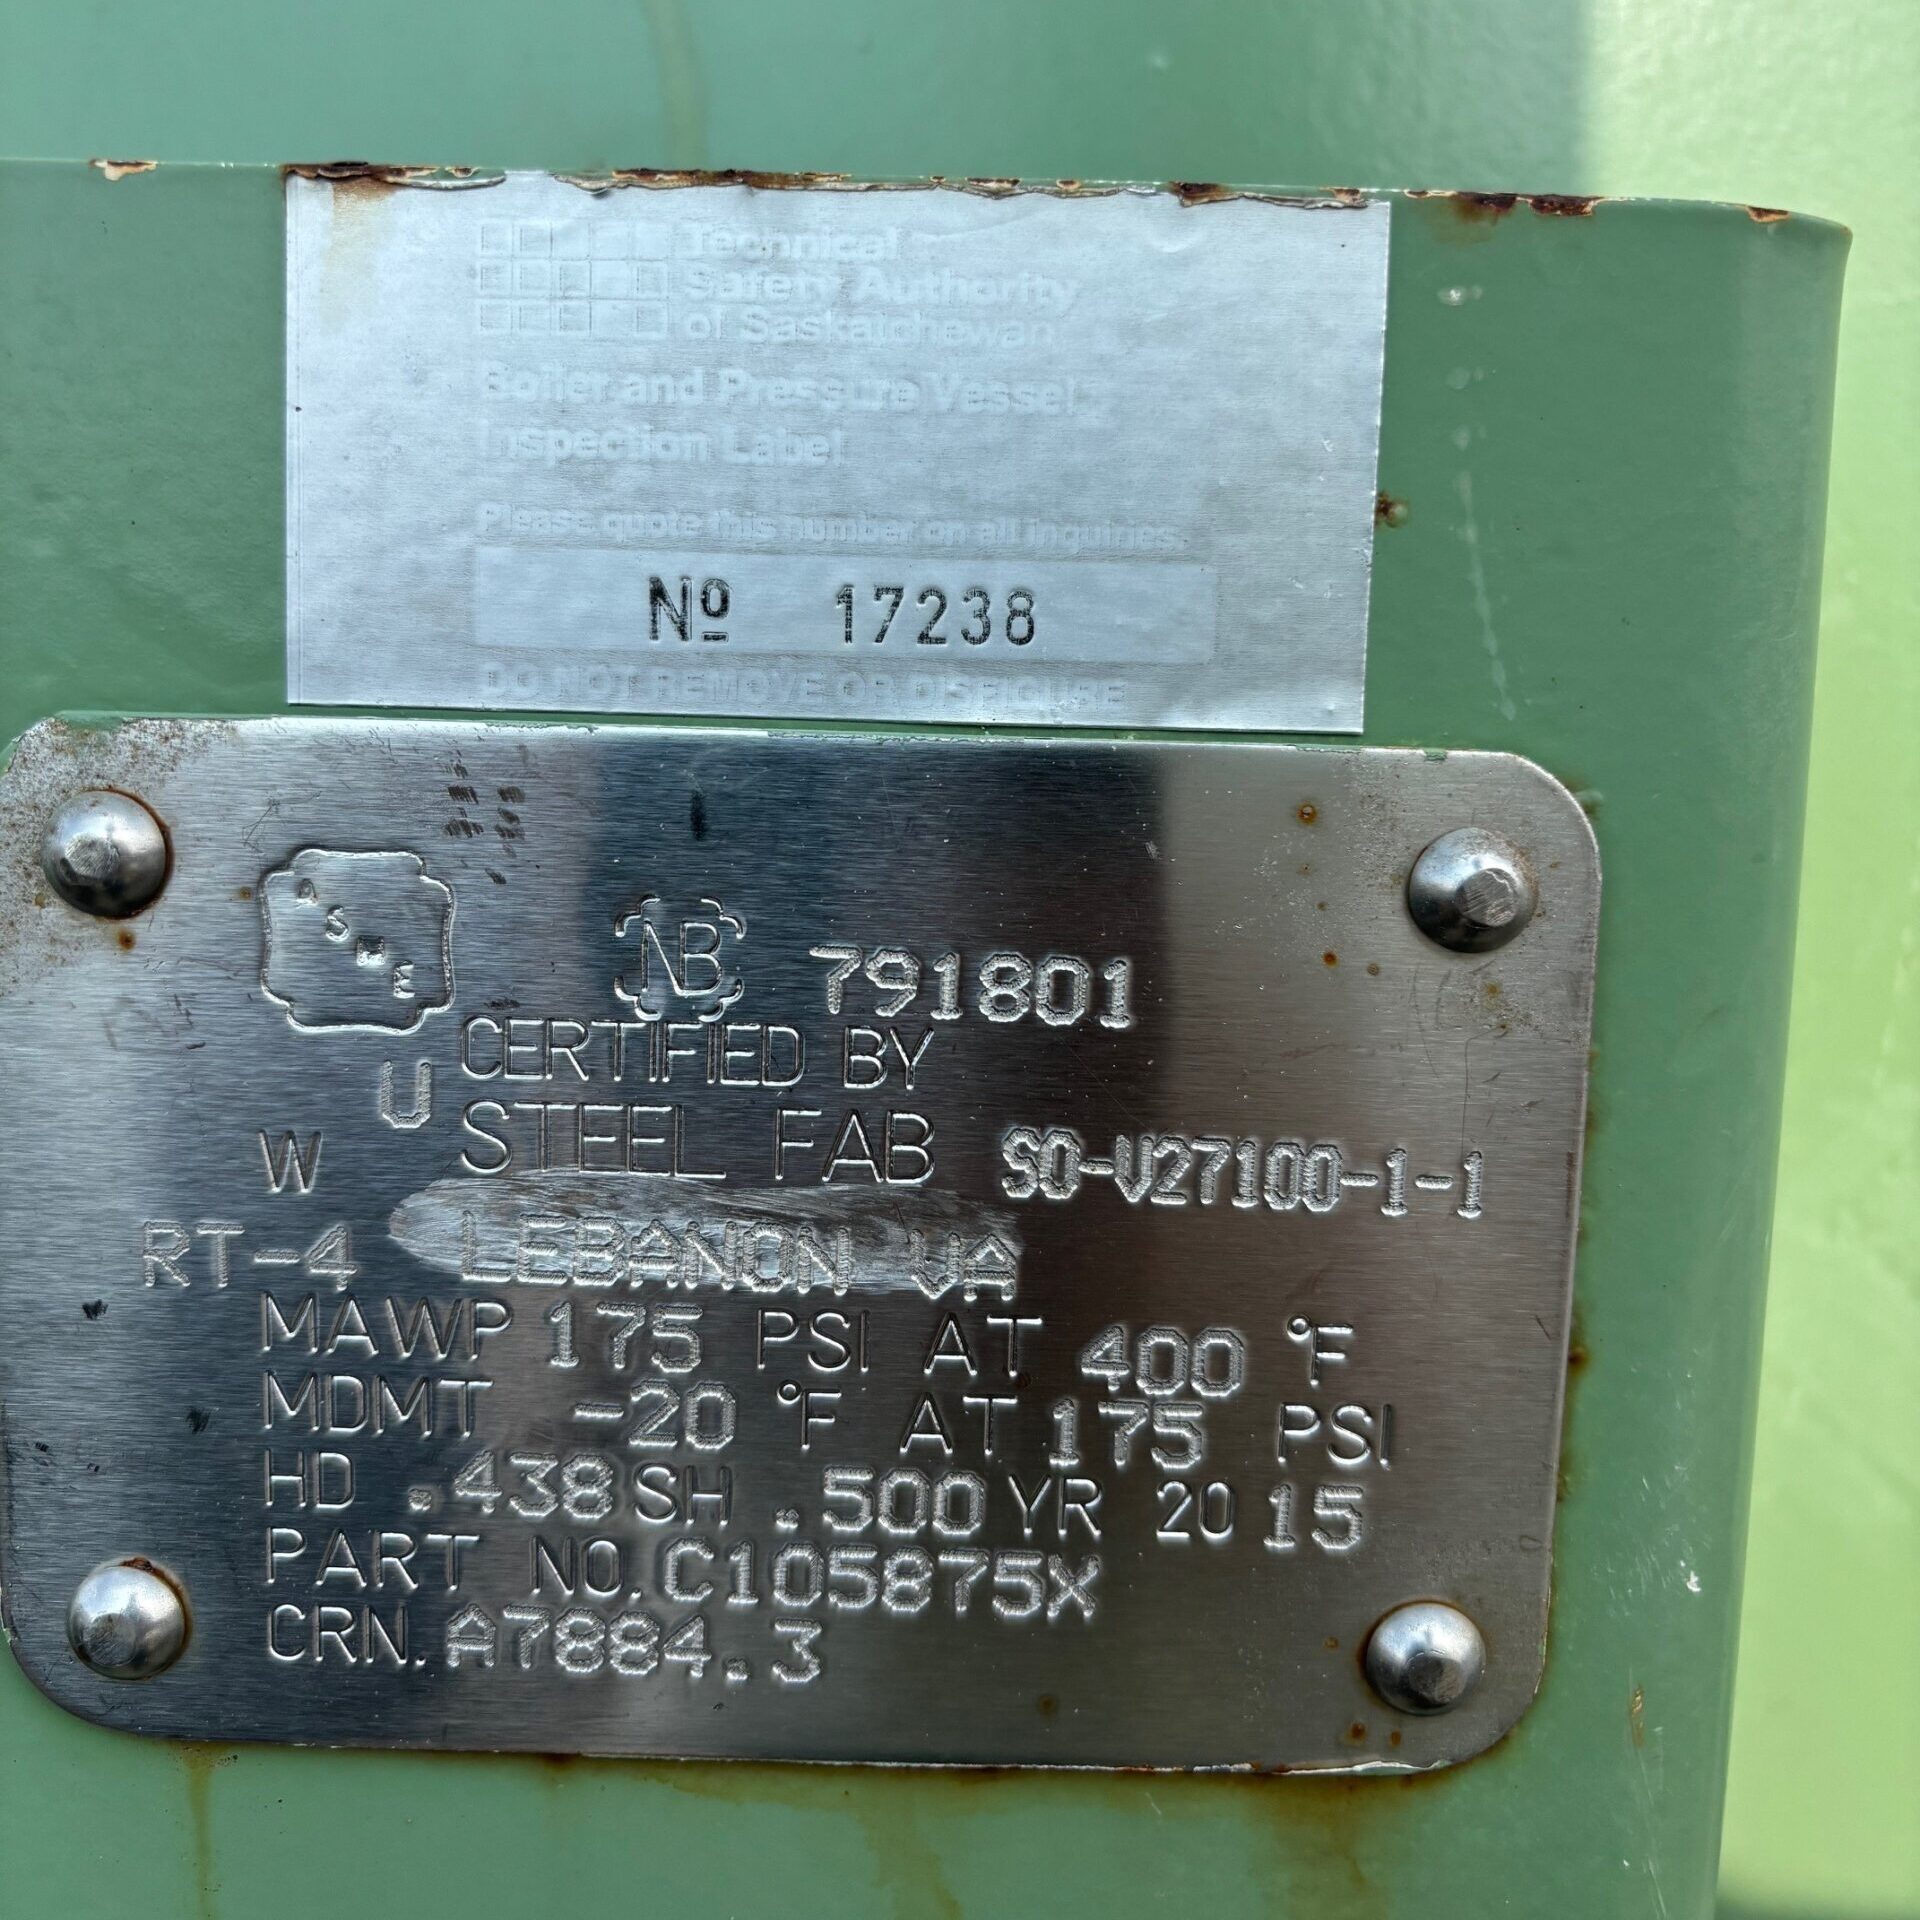 Technical
Safety Authority
of Saskatchewan
Boiler and Pressure Vessel
Inspection Label
Please quote this number on all inquiries.
Nº 17238
DO NOT REMOVE OR DISFIGURE
ASME
NB 791801
U CERTIFIED BY
W STEEL FAB SO-V27100-1-1
RT-4 LEBANON VA
MAWP 175 PSI AT 400 °F
MDMT -20 °F AT 175 PSI
HD .438 SH .500 YR 2015
PART NO. C105875X
CRN. A7884.3